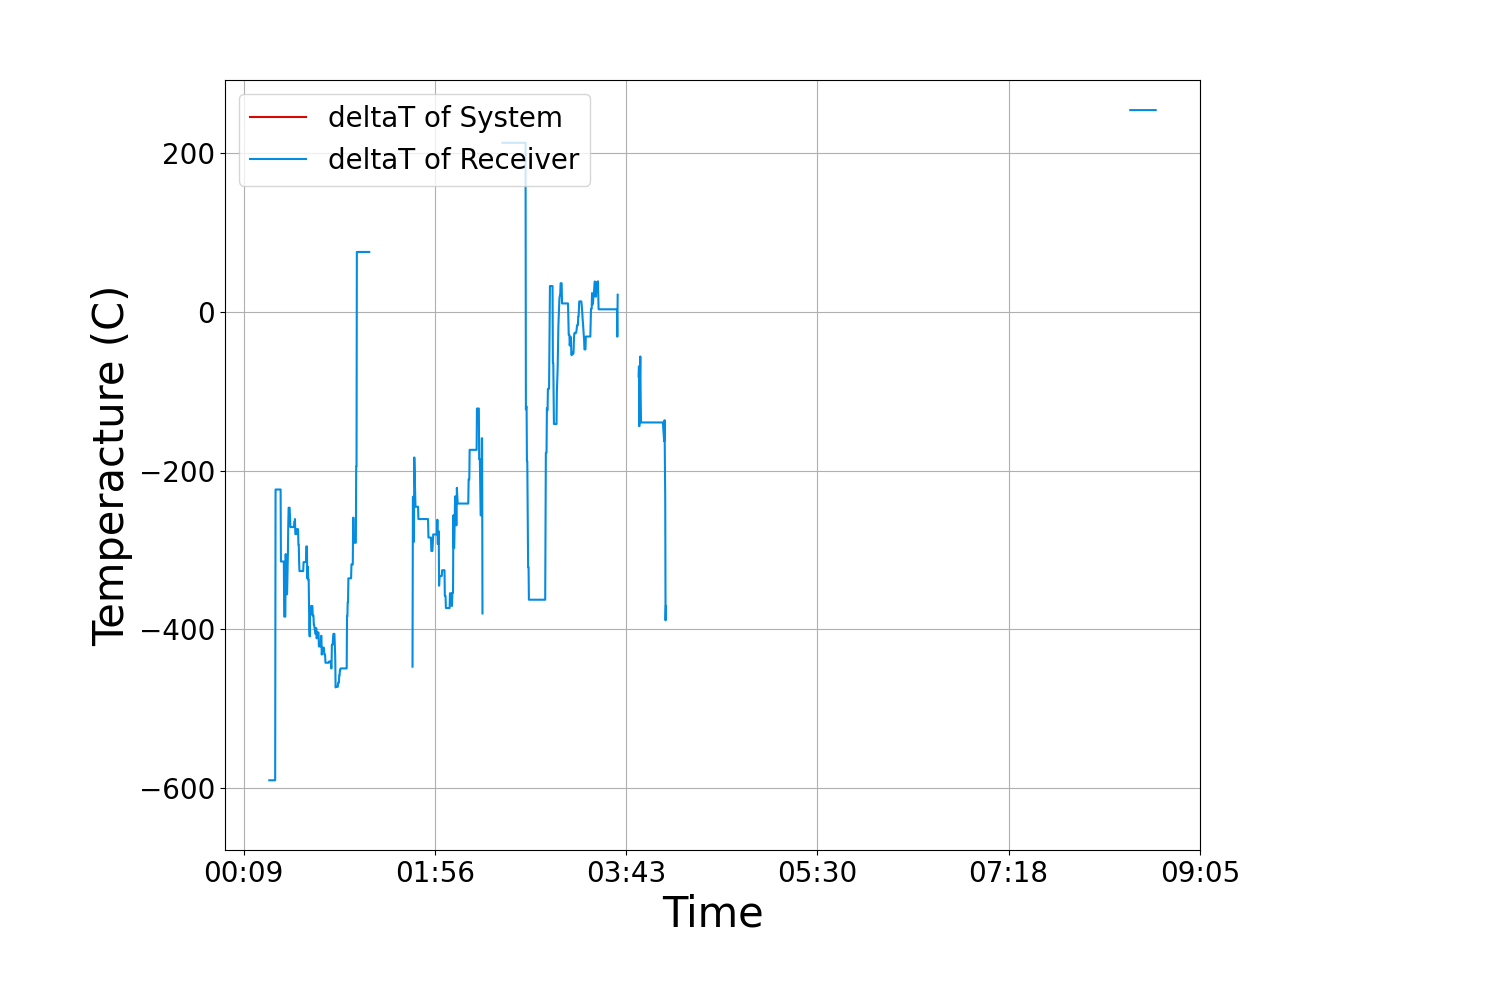 deltaT of System
deltaT of Receiver
200
0
−200
−400
−600
Temperacture (C)
00:09 01:56 03:43 05:30 07:18 09:05
Time